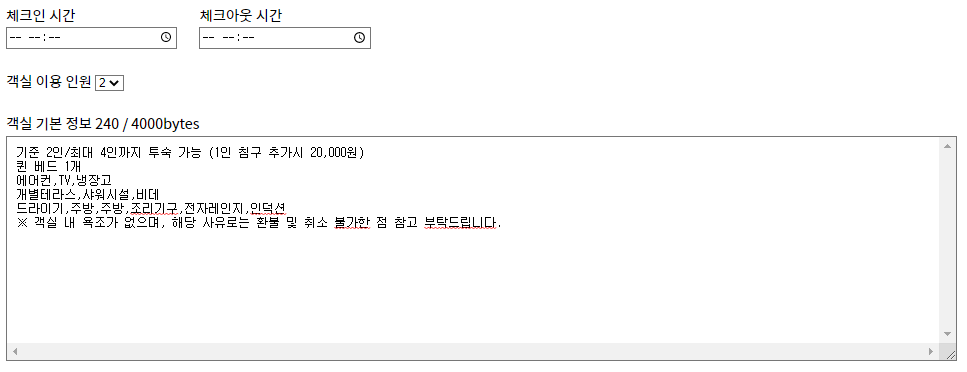 체크인 시간 체크아웃 시간
-- --:-- -- --:--
객실 이용 인원 2
객실 기본 정보 240 / 4000bytes
기준 2인/최대 4인까지 투숙 가능 (1인 침구 추가시 20,000원)
퀸 베드 1개
에어컨,TV,냉장고
개별테라스,샤워시설,비데
드라이기,주방,주방,조리기구,전자레인지,인덕션
※ 객실 내 욕조가 없으며, 해당 사유로는 환불 및 취소 불가한 점 참고 부탁드립니다.